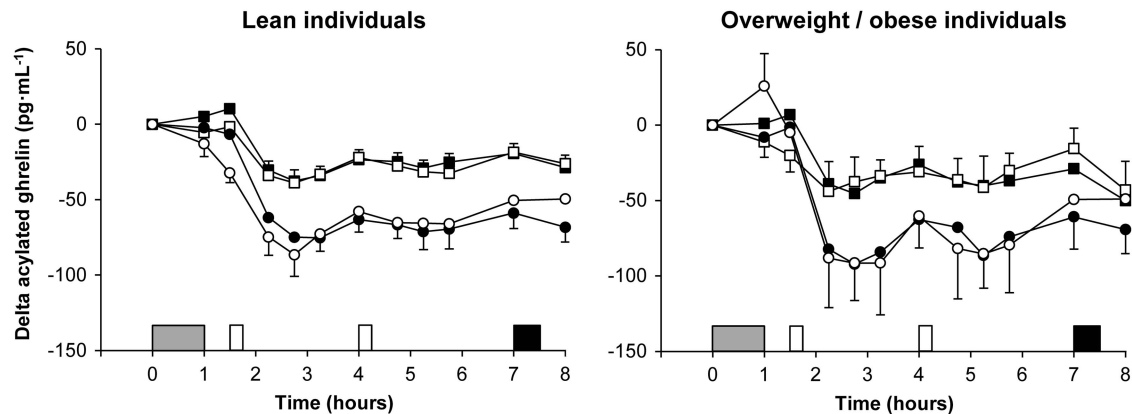 Lean individuals
Overweight / obese individuals
Delta acylated ghrelin (pg·mL⁻¹)
50
0
-50
-100
-150
0 1 2 3 4 5 6 7 8
Time (hours)
50
0
-50
-100
-150
0 1 2 3 4 5 6 7 8
Time (hours)